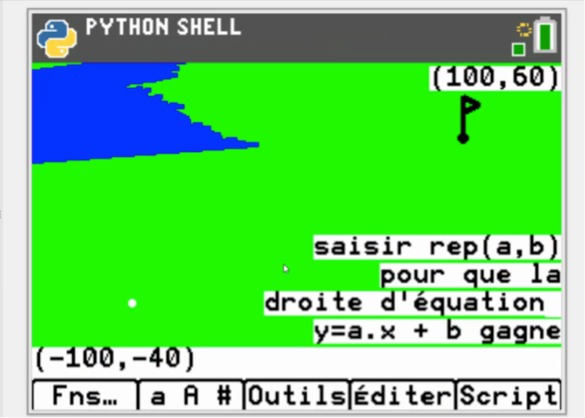 PYTHON SHELL
(100,60)
saisir rep(a,b)
pour que la
droite d'équation
y=a.x + b gagne
(-100,-40)
Fns… a A # Outils Éditer Script